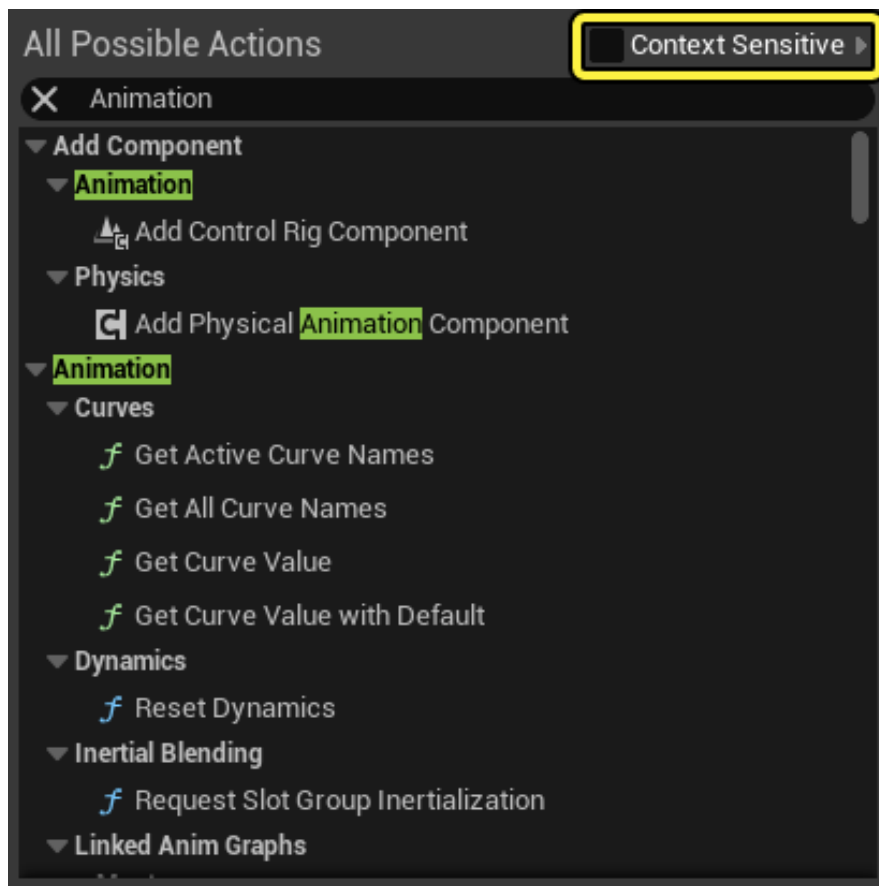 All Possible Actions
Context Sensitive
Animation
Add Component
Animation
Add Control Rig Component
Physics
Add Physical Animation Component
Animation
Curves
Get Active Curve Names
Get All Curve Names
Get Curve Value
Get Curve Value with Default
Dynamics
Reset Dynamics
Inertial Blending
Request Slot Group Inertialization
Linked Anim Graphs